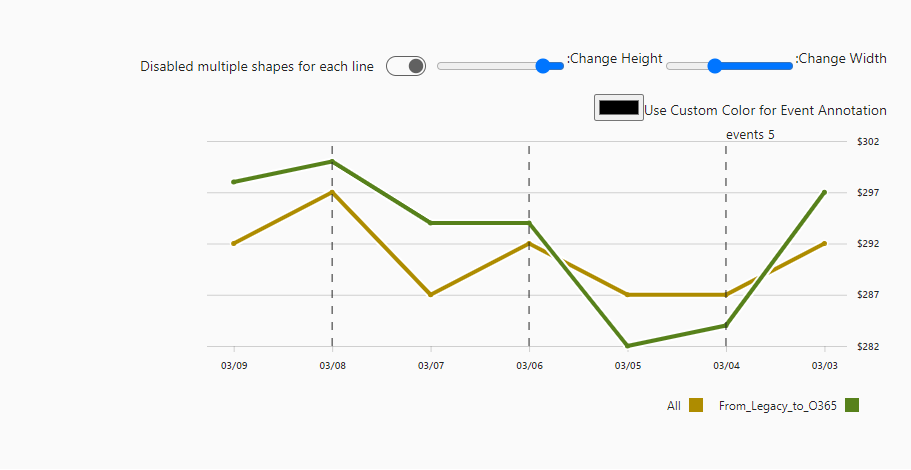 Disabled multiple shapes for each line
:Change Height
:Change Width
Use Custom Color for Event Annotation
events 5
$302
$297
$292
$287
$282
03/09 03/08 03/07 03/06 03/05 03/04 03/03
All From_Legacy_to_O365